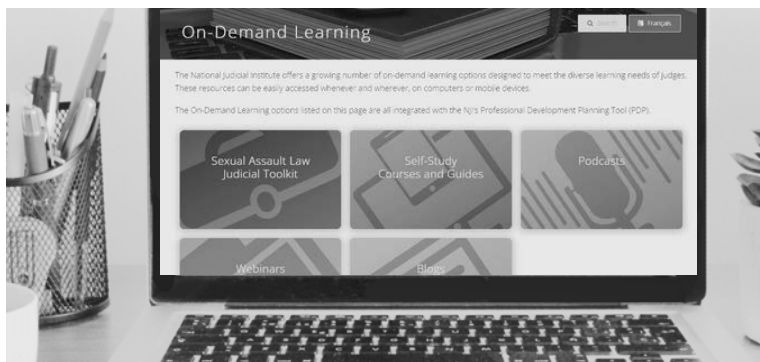 On-Demand Learning
Search
Français
The National Judicial Institute offers a growing number of on-demand learning options designed to meet the diverse learning needs of judges.
These resources can be easily accessed whenever and wherever, on computers or mobile devices.
The On-Demand Learning options listed on this page are all integrated with the NJI's Professional Development Planning Tool (PDP).
Sexual Assault Law
Judicial Toolkit
Self-Study
Courses and Guides
Podcasts
Webinars
Blogs